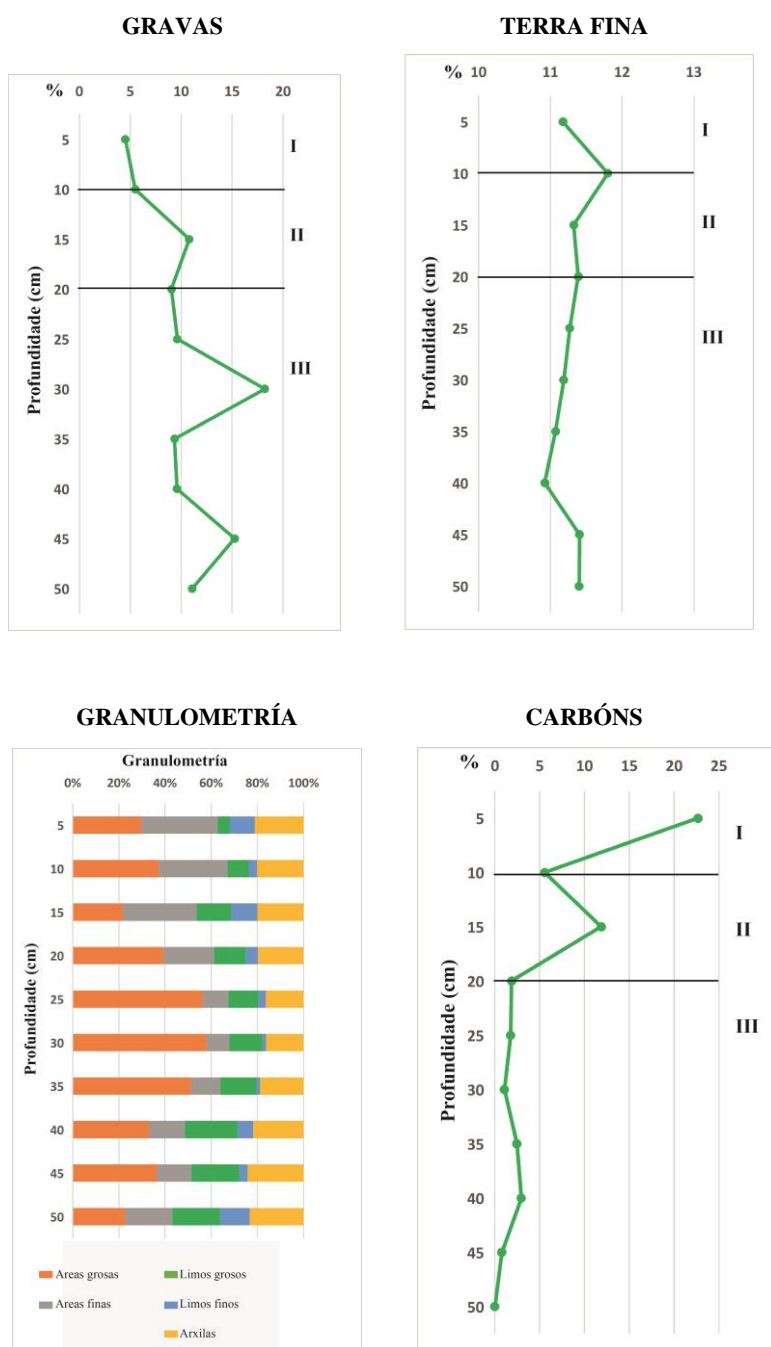 GRAVAS
% 0 5 10 15 20
5
10
15
20
25
30
35
40
45
50
Profundidade (cm)
I
II
III
TERRA FINA
% 10 11 12 13
5
10
15
20
25
30
35
40
45
50
Profundidade (cm)
I
II
III
GRANULOMETRÍA
Granulometría
0% 20% 40% 60% 80% 100%
5
10
15
20
25
30
35
40
45
50
Profundidade (cm)
Areas grosas
Limos grosos
Areas finas
Limos finos
Arxilas
CARBÓNS
% 0 5 10 15 20 25
5
10
15
20
25
30
35
40
45
50
Profundidade (cm)
I
II
III